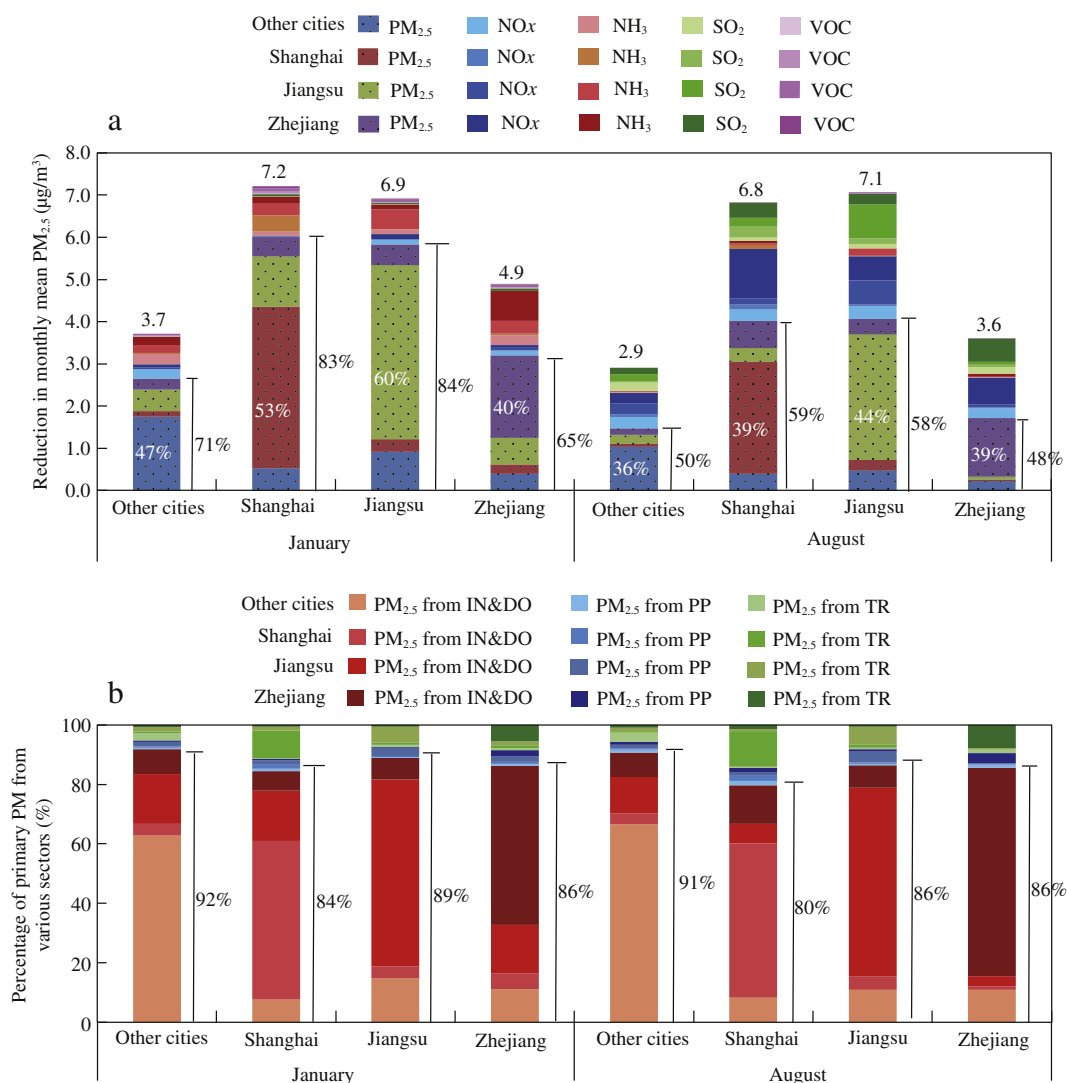 Other cities PM2.5 NOx NH3 SO2 VOC
Shanghai PM2.5 NOx NH3 SO2 VOC
Jiangsu PM2.5 NOx NH3 SO2 VOC
Zhejiang PM2.5 NOx NH3 SO2 VOC
a
Reduction in monthly mean PM2.5 (μg/m³)
8.0
7.0
6.0
5.0
4.0
3.0
2.0
1.0
0.0
3.7 7.2 6.9 4.9 2.9 6.8 7.1 3.6
47% 71% 53% 83% 60% 84% 40% 65% 36% 50% 39% 59% 44% 58% 39% 48%
Other cities Shanghai Jiangsu Zhejiang Other cities Shanghai Jiangsu Zhejiang
January August
Other cities PM2.5 from IN&DO PM2.5 from PP PM2.5 from TR
Shanghai PM2.5 from IN&DO PM2.5 from PP PM2.5 from TR
Jiangsu PM2.5 from IN&DO PM2.5 from PP PM2.5 from TR
Zhejiang PM2.5 from IN&DO PM2.5 from PP PM2.5 from TR
b
Percentage of primary PM from
various sectors (%)
100
80
60
40
20
0
92% 84% 89% 86% 91% 80% 86% 86%
Other cities Shanghai Jiangsu Zhejiang Other cities Shanghai Jiangsu Zhejiang
January August